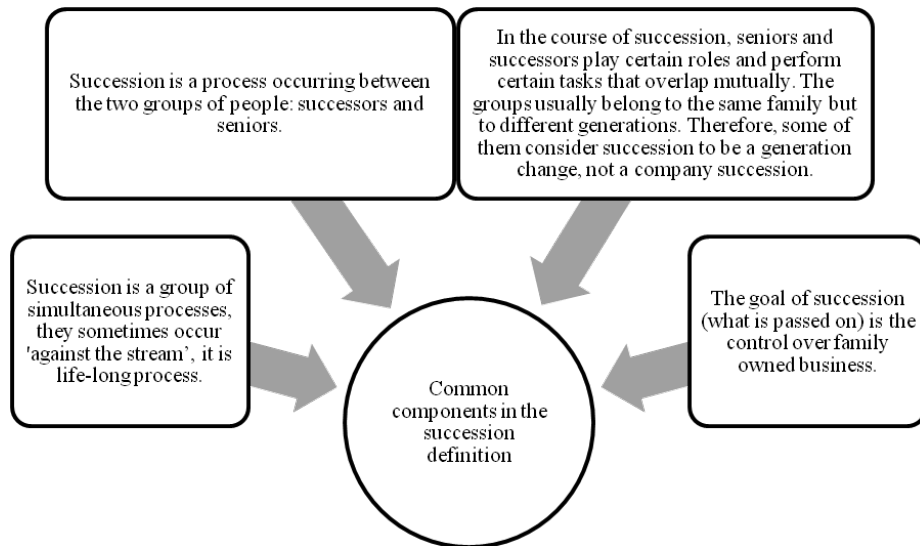 Succession is a process occurring between
the two groups of people: successors and
seniors.
In the course of succession, seniors and
successors play certain roles and perform
certain tasks that overlap mutually. The
groups usually belong to the same family but
to different generations. Therefore, some of
them consider succession to be a generation
change, not a company succession.
Succession is a group of
simultaneous processes,
they sometimes occur
'against the stream’, it is
life-long process.
The goal of succession
(what is passed on) is the
control over family
owned business.
Common
components in the
succession
definition